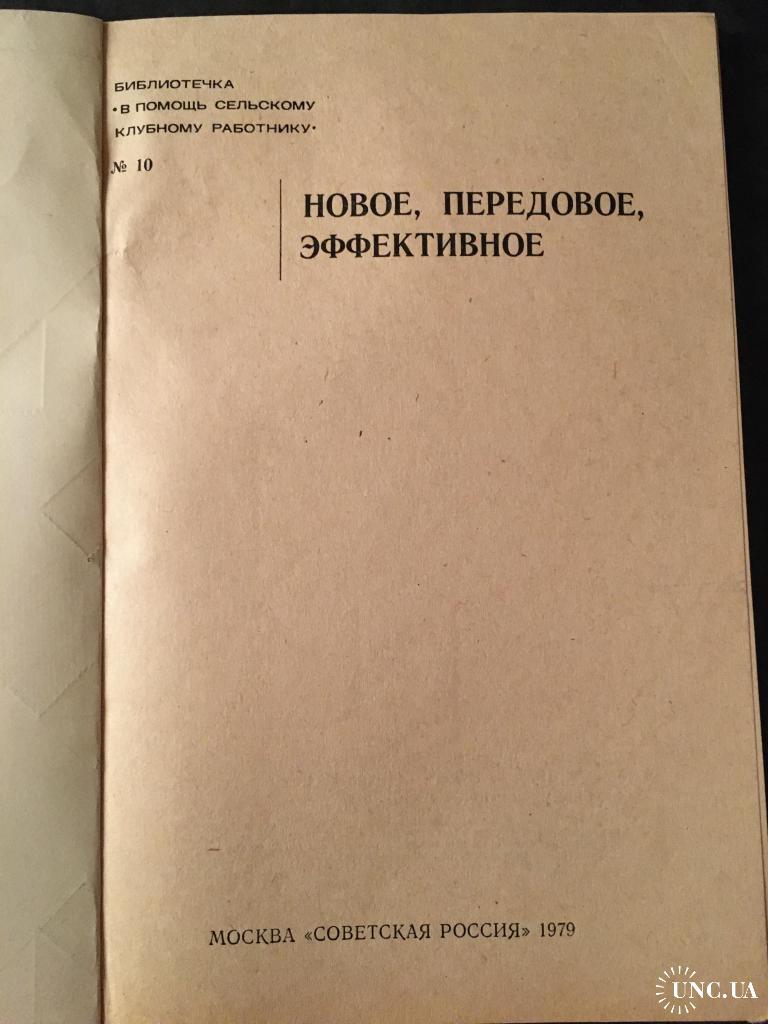 БИБЛИОТЕЧКА
•В ПОМОЩЬ СЕЛЬСКОМУ
КЛУБНОМУ РАБОТНИКУ•
№ 10
НОВОЕ, ПЕРЕДОВОЕ,
ЭФФЕКТИВНОЕ
МОСКВА «СОВЕТСКАЯ РОССИЯ» 1979
UNC.UA